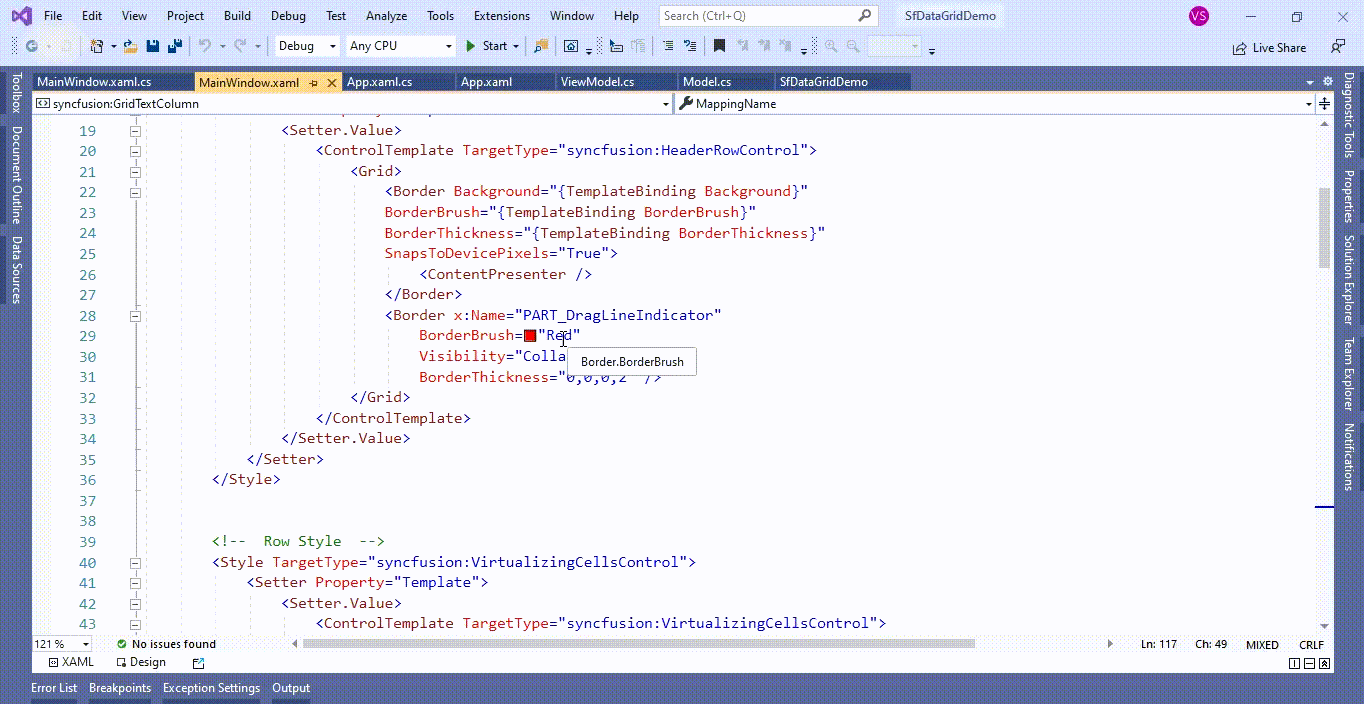 File Edit View Project Build Debug Test Analyze Tools Extensions Window Help Search (Ctrl+Q) SfDataGridDemo VS
Debug Any CPU Start Live Share
MainWindow.xaml.cs MainWindow.xaml App.xaml.cs App.xaml ViewModel.cs Model.cs SfDataGridDemo
syncfusion:GridTextColumn MappingName
Toolbox
Document Outline
Data Sources
19 <Setter.Value>
20 <ControlTemplate TargetType="syncfusion:HeaderRowControl">
21 <Grid>
22 <Border Background="{TemplateBinding Background}"
23 BorderBrush="{TemplateBinding BorderBrush}"
24 BorderThickness="{TemplateBinding BorderThickness}"
25 SnapsToDevicePixels="True">
26 <ContentPresenter />
27 </Border>
28 <Border x:Name="PART_DragLineIndicator"
29 BorderBrush="Red"
30 Visibility="Colla
Border.BorderBrush
31 BorderThickness="0,0,0,2" />
32 </Grid>
33 </ControlTemplate>
34 </Setter.Value>
35 </Setter>
36 </Style>
37
38
39 <!-- Row Style -->
40 <Style TargetType="syncfusion:VirtualizingCellsControl">
41 <Setter Property="Template">
42 <Setter.Value>
43 <ControlTemplate TargetType="syncfusion:VirtualizingCellsControl">
Diagnostic Tools
Properties
Solution Explorer
Team Explorer
Notifications
121 % No issues found Ln: 117 Ch: 49 MIXED CRLF
XAML Design
Error List Breakpoints Exception Settings Output